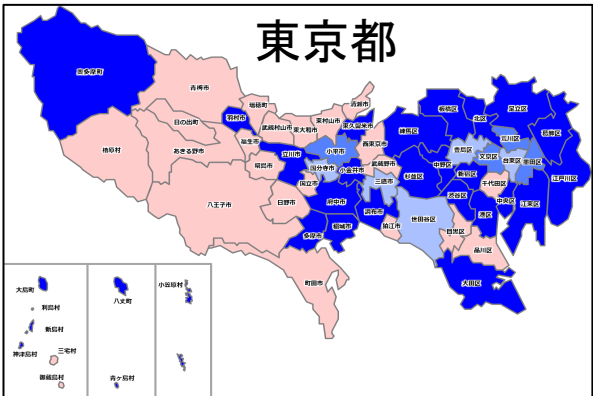 東京都
奥多摩町
青梅市
瑞穂町
羽村市
日の出町
檜原村
あきる野市
福生市
武蔵村山市
東大和市
東村山市
清瀬市
東久留米市
西東京市
昭島市
立川市
小平市
国分寺市
小金井市
武蔵野市
三鷹市
国立市
八王子市
日野市
府中市
調布市
狛江市
多摩市
稲城市
町田市
練馬区
板橋区
北区
足立区
葛飾区
荒川区
豊島区
文京区
台東区
墨田区
江戸川区
中野区
杉並区
新宿区
千代田区
渋谷区
中央区
江東区
港区
世田谷区
目黒区
品川区
大田区
大島町
利島村
新島村
神津島村
三宅村
御蔵島村
八丈町
青ヶ島村
小笠原村